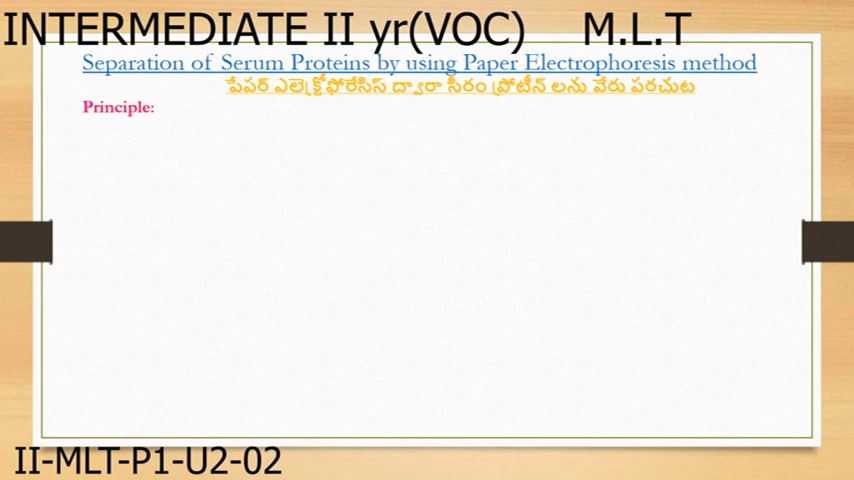 INTERMEDIATE II yr(VOC) M.L.T
Separation of Serum Proteins by using Paper Electrophoresis method
పేపర్ ఎలెక్ట్రోఫోరేసిస్ ద్వారా సీరం ప్రోటీన్ లను వేరు పరచుట
Principle:
II-MLT-P1-U2-02